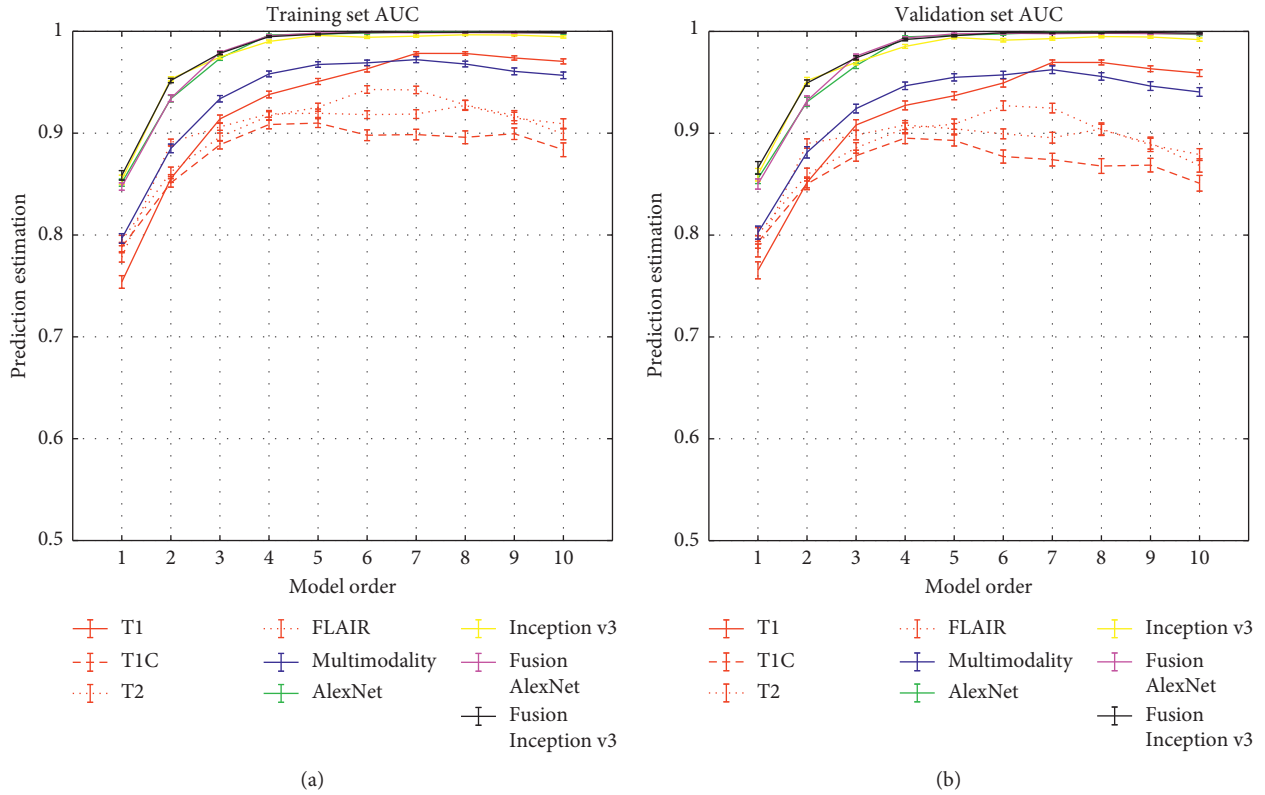 Training set AUC
1
0.9
0.8
0.7
0.6
0.5
Prediction estimation
1 2 3 4 5 6 7 8 9 10
Model order
T1
T1C
T2
FLAIR
Multimodality
AlexNet
Inception v3
Fusion
AlexNet
Fusion
Inception v3
(a)
Validation set AUC
1
0.9
0.8
0.7
0.6
0.5
Prediction estimation
1 2 3 4 5 6 7 8 9 10
Model order
T1
T1C
T2
FLAIR
Multimodality
AlexNet
Inception v3
Fusion
AlexNet
Fusion
Inception v3
(b)